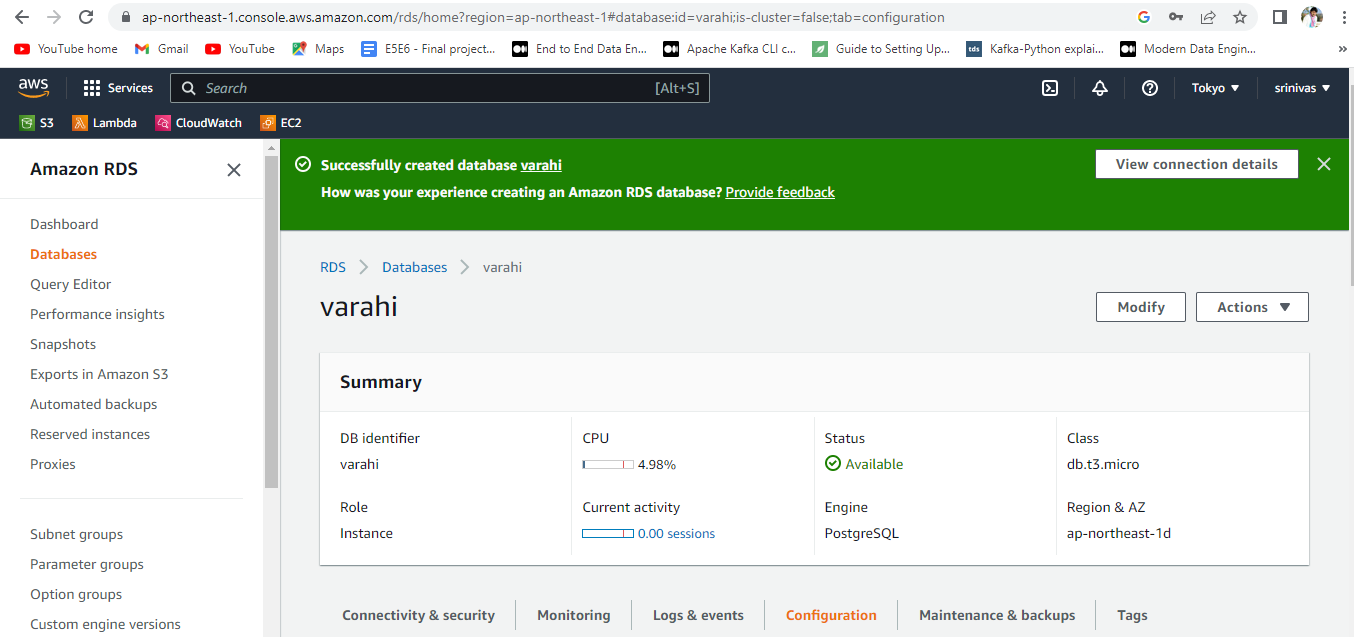 ap-northeast-1.console.aws.amazon.com/rds/home?region=ap-northeast-1#database:id=varahi;is-cluster=false;tab=configuration
YouTube home Gmail YouTube Maps E5E6 - Final project... End to End Data En... Apache Kafka CLI c... Guide to Setting Up... tds Kafka-Python explai... Modern Data Engin... »
aws Services Search [Alt+S] Tokyo ▼ srinivas ▼
S3 Lambda CloudWatch EC2
Amazon RDS
Dashboard
Databases
Query Editor
Performance insights
Snapshots
Exports in Amazon S3
Automated backups
Reserved instances
Proxies
Subnet groups
Parameter groups
Option groups
Custom engine versions
Successfully created database varahi
How was your experience creating an Amazon RDS database? Provide feedback
View connection details
RDS > Databases > varahi
varahi
Modify Actions ▼
Summary
DB identifier
varahi
CPU
4.98%
Status
Available
Class
db.t3.micro
Role
Instance
Current activity
0.00 sessions
Engine
PostgreSQL
Region & AZ
ap-northeast-1d
Connectivity & security Monitoring Logs & events Configuration Maintenance & backups Tags